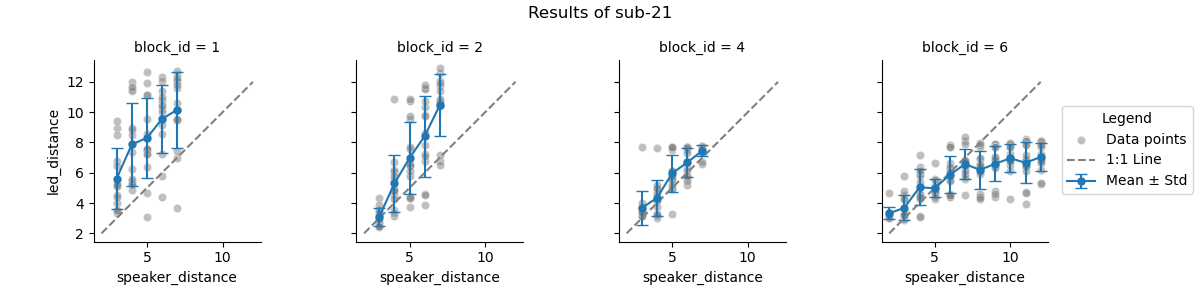 Results of sub-21
block_id = 1
block_id = 2
block_id = 4
block_id = 6
led_distance
12
10
8
6
4
2
5
10
5
10
5
10
5
10
speaker_distance
speaker_distance
speaker_distance
speaker_distance
Legend
Data points
1:1 Line
Mean ± Std